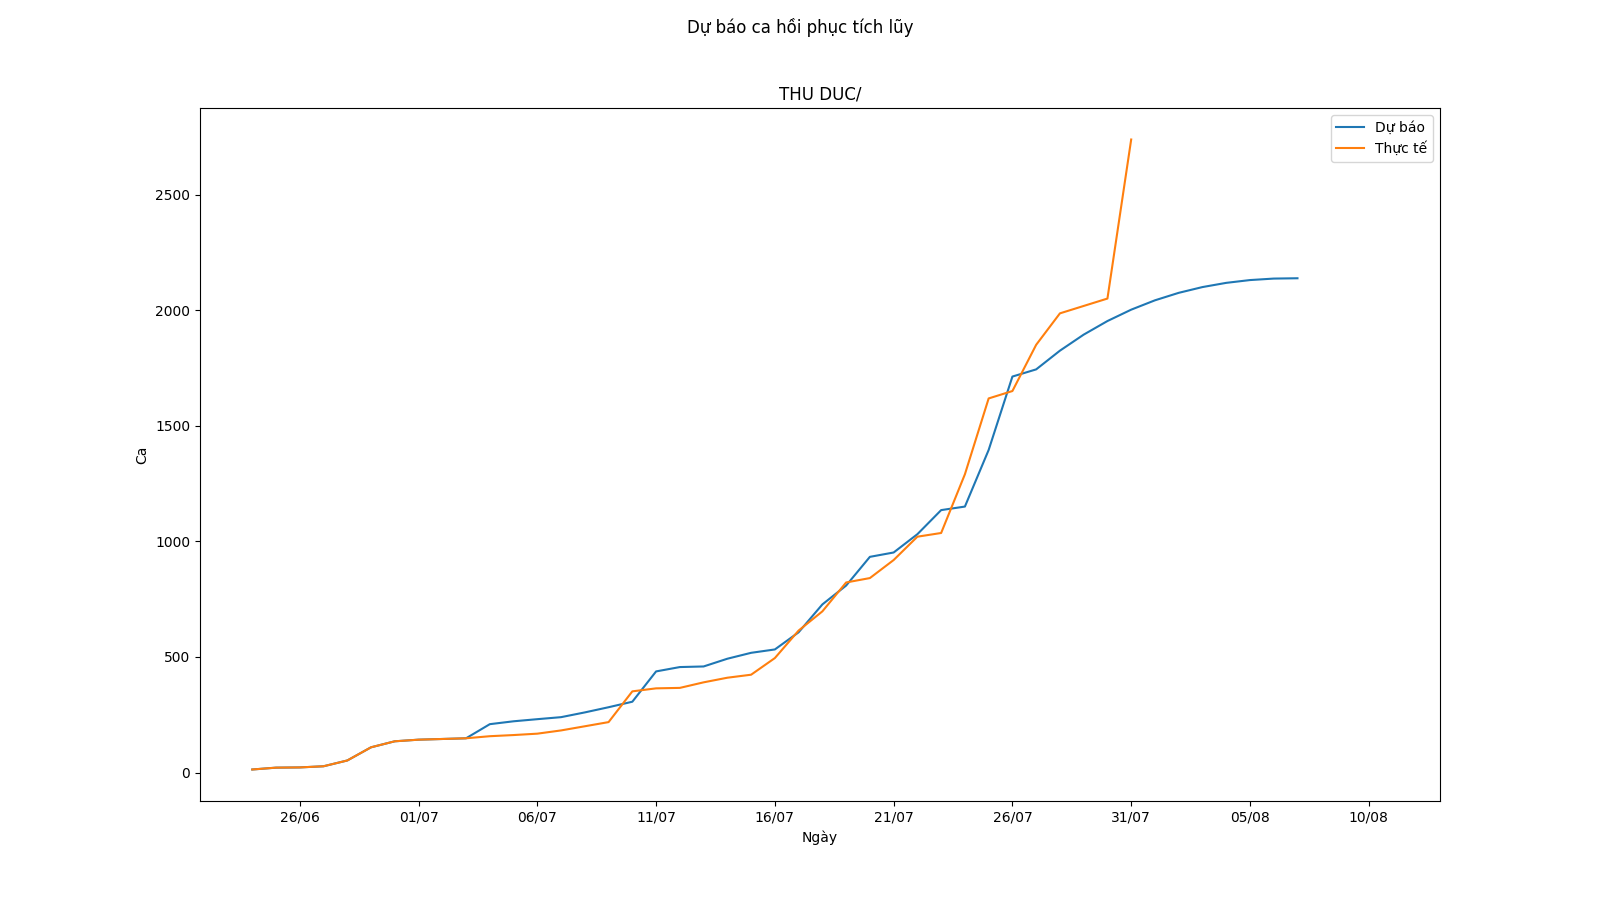 Dự báo ca hồi phục tích lũy
THU DUC/
Dự báo
Thực tế
2500
2000
1500
1000
500
0
Ca
26/06
01/07
06/07
11/07
16/07
21/07
26/07
31/07
05/08
10/08
Ngày